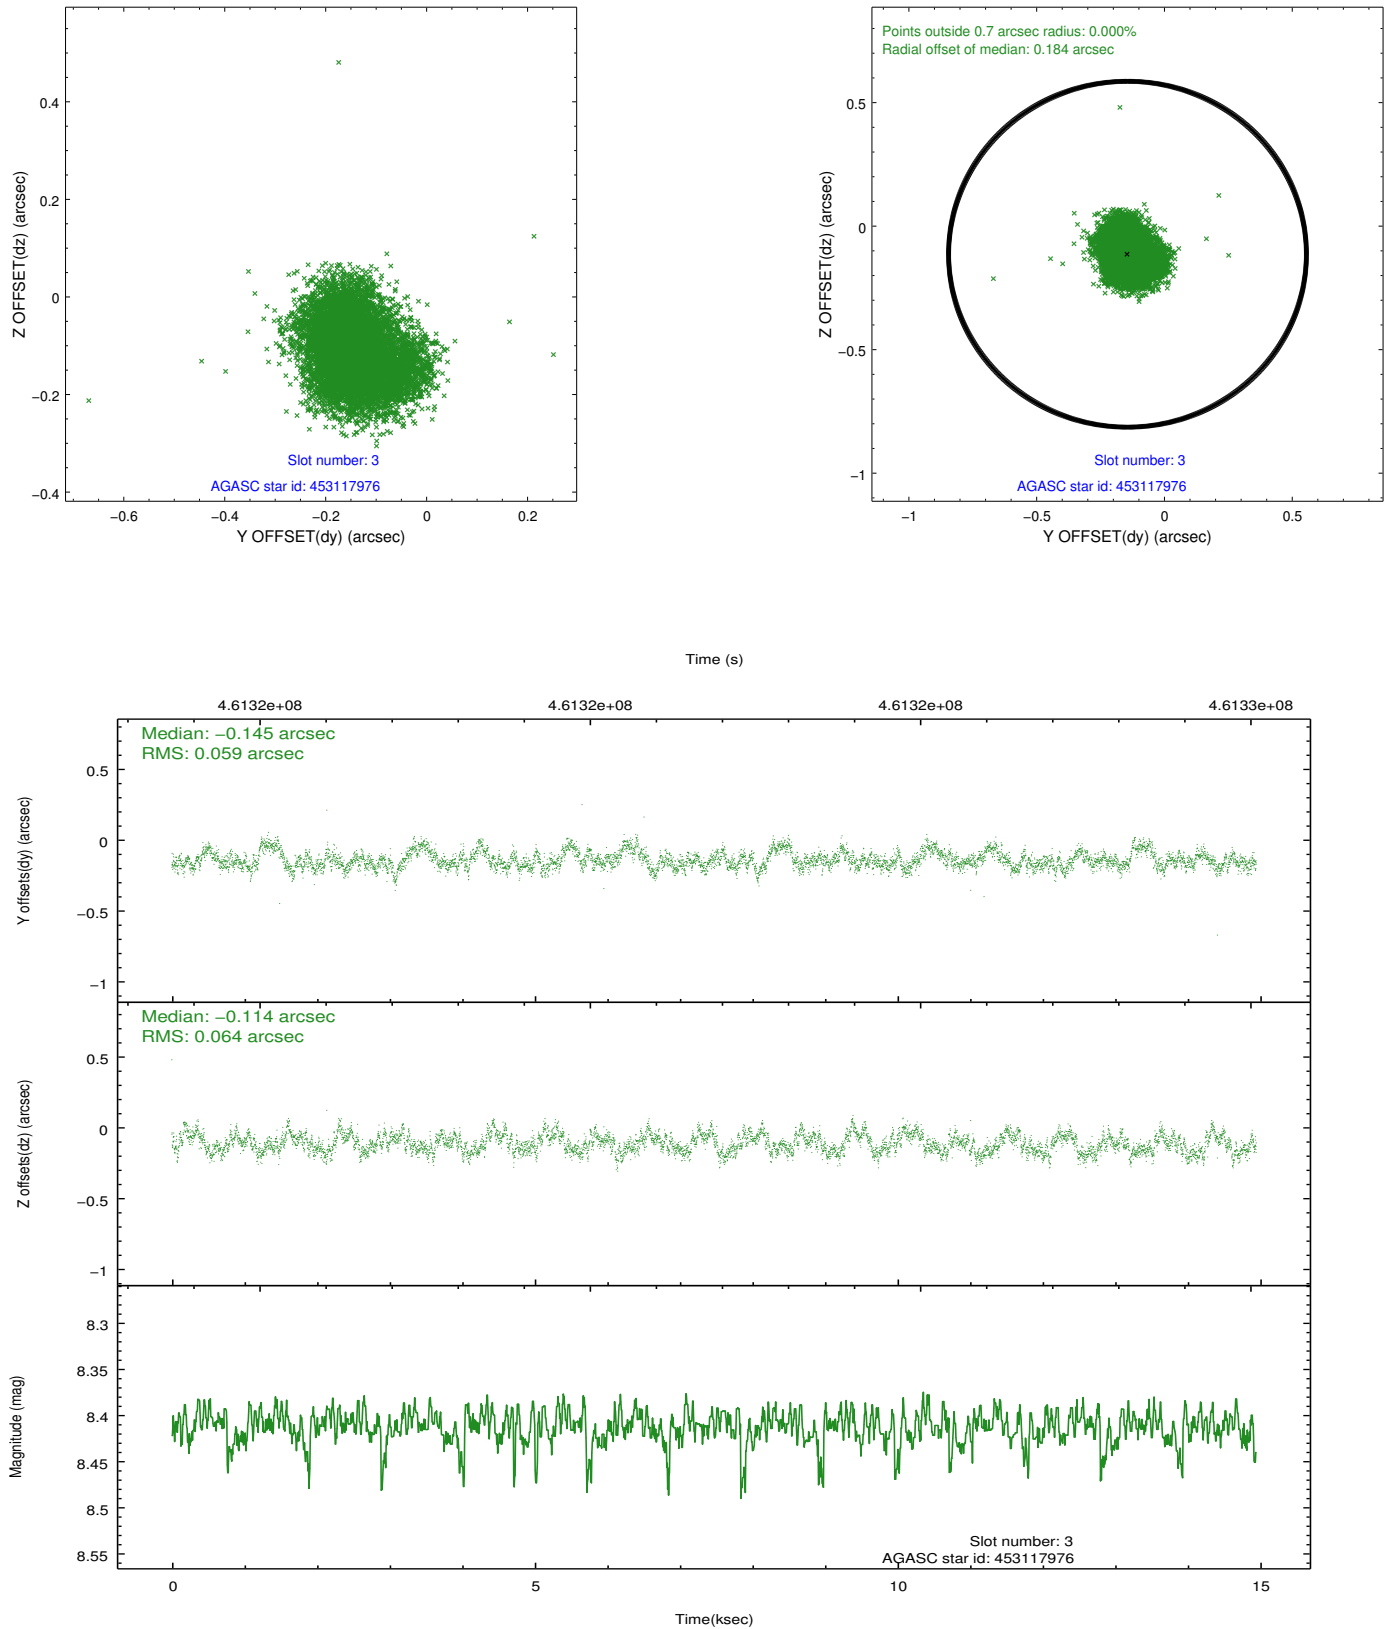 Z OFFSET(dz) (arcsec)
0.4
0.2
0
−0.2
−0.4
Slot number: 3
AGASC star id: 453117976
−0.6
−0.4
−0.2
0
0.2
Y OFFSET(dy) (arcsec)
Points outside 0.7 arcsec radius: 0.000%
Radial offset of median: 0.184 arcsec
Z OFFSET(dz) (arcsec)
0.5
0
−0.5
−1
Slot number: 3
AGASC star id: 453117976
−1
−0.5
0
0.5
Y OFFSET(dy) (arcsec)
Time (s)
4.6132e+08
4.6132e+08
4.6132e+08
4.6133e+08
Median: −0.145 arcsec
RMS: 0.059 arcsec
Y offsets(dy) (arcsec)
0.5
0
−0.5
−1
Median: −0.114 arcsec
RMS: 0.064 arcsec
Z offsets(dz) (arcsec)
0.5
0
−0.5
−1
Magnitude (mag)
8.3
8.35
8.4
8.45
8.5
8.55
Slot number: 3
AGASC star id: 453117976
0
5
10
15
Time(ksec)